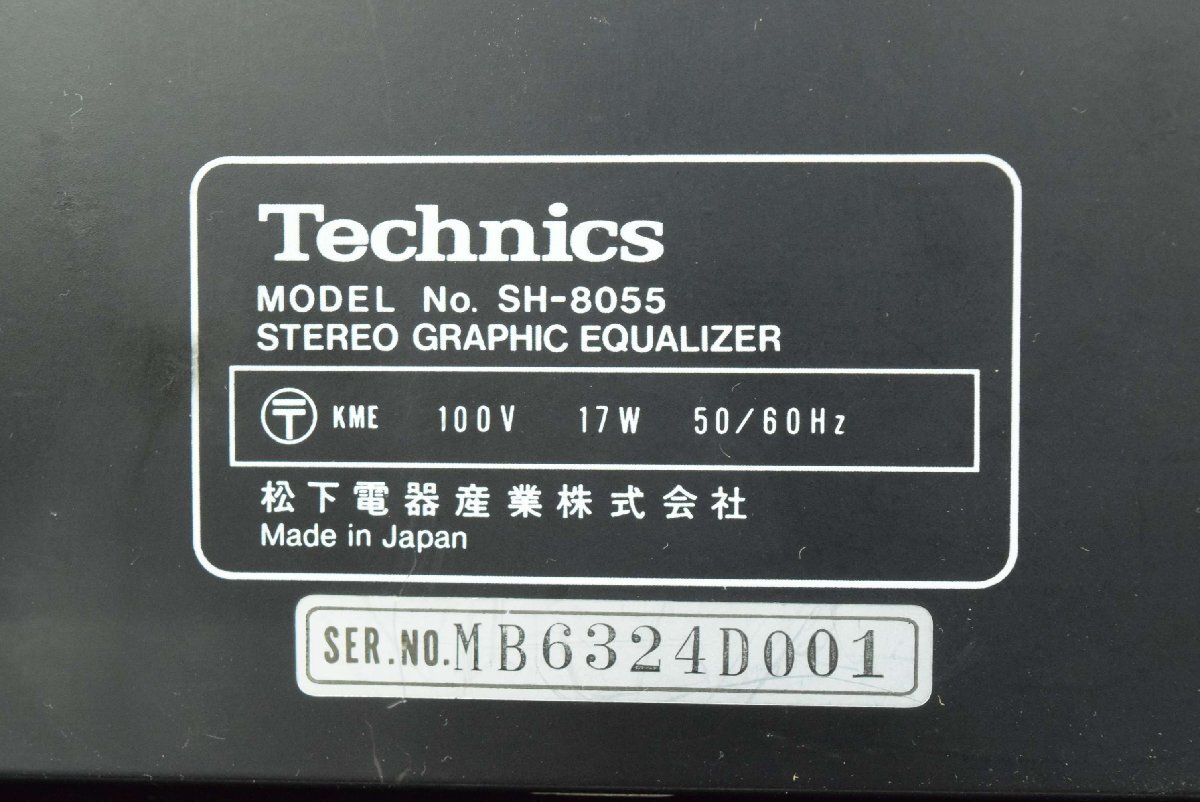 Technics
MODEL No. SH-8055
STEREO GRAPHIC EQUALIZER
〶 KME 100V 17W 50/60Hz
松下電器産業株式会社
Made in Japan
SER.NO. MB6324D001